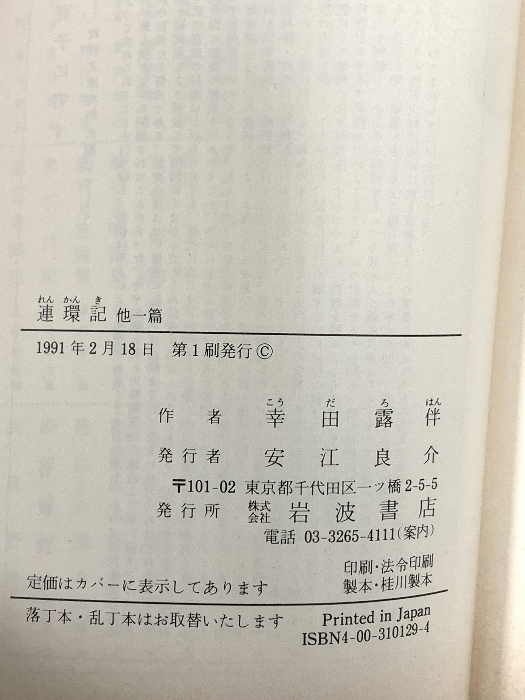 れん かん き
連環記 他一篇
1991年2月18日 第1刷発行©
こう だ ろ はん
作者 幸田露伴
発行者 安江良介
〒101-02 東京都千代田区一ツ橋2-5-5
発行所 株式会社 岩波書店
電話 03-3265-4111(案内)
印刷・法令印刷
定価はカバーに表示してあります 製本・桂川製本
落丁本・乱丁本はお取替いたします Printed in Japan
ISBN4-00-310129-4